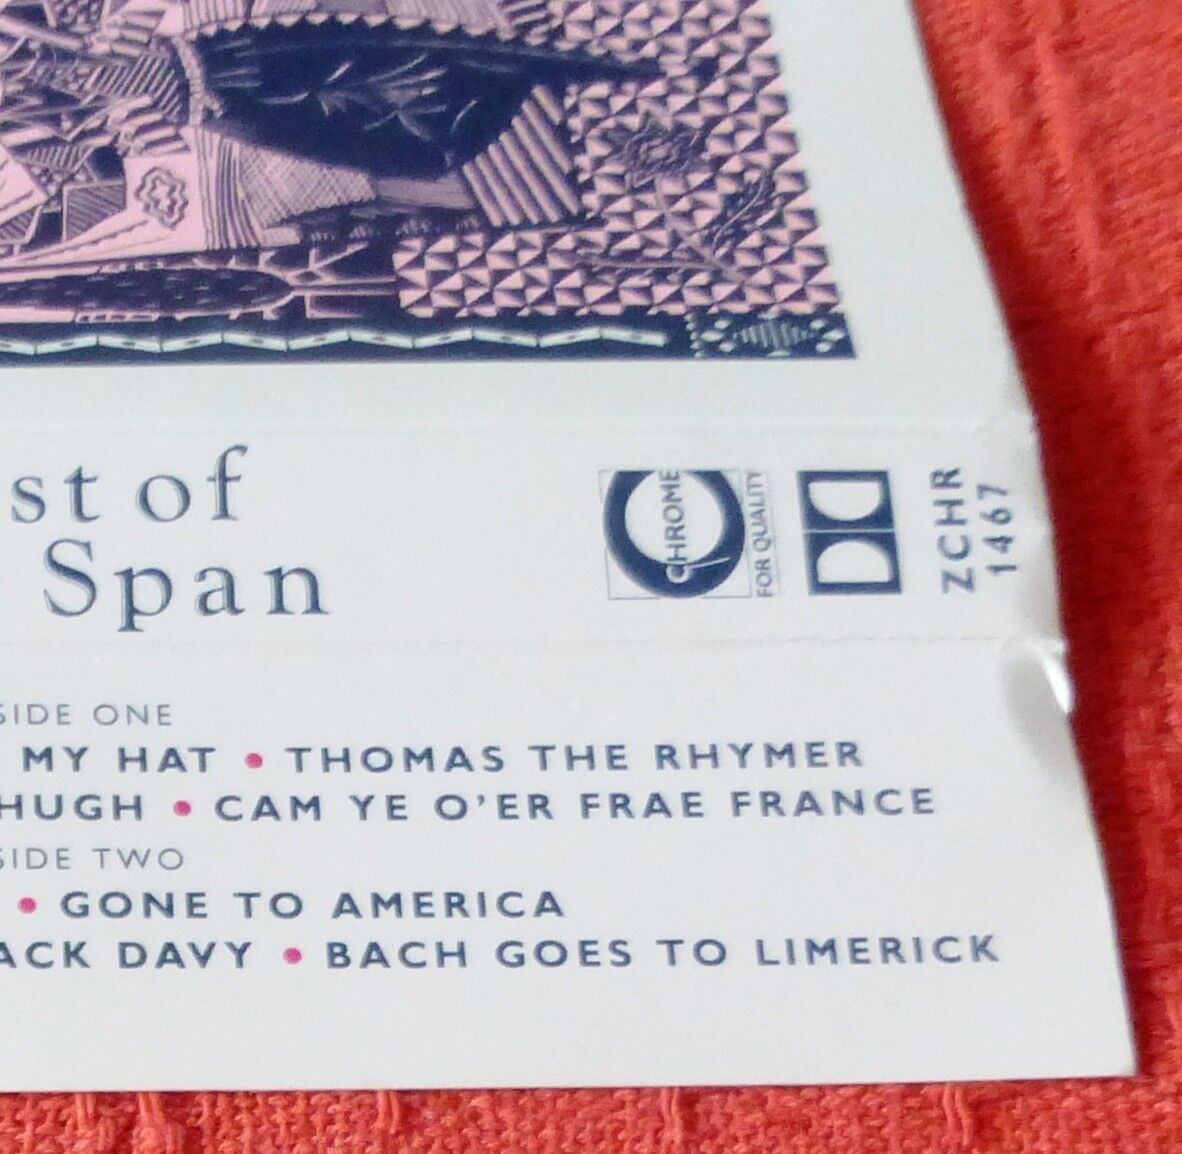 st of
Span
CHROME
FOR QUALITY
ZCHR
1467
SIDE ONE
MY HAT • THOMAS THE RHYMER
HUGH • CAM YE O'ER FRAE FRANCE
SIDE TWO
• GONE TO AMERICA
ACK DAVY • BACH GOES TO LIMERICK